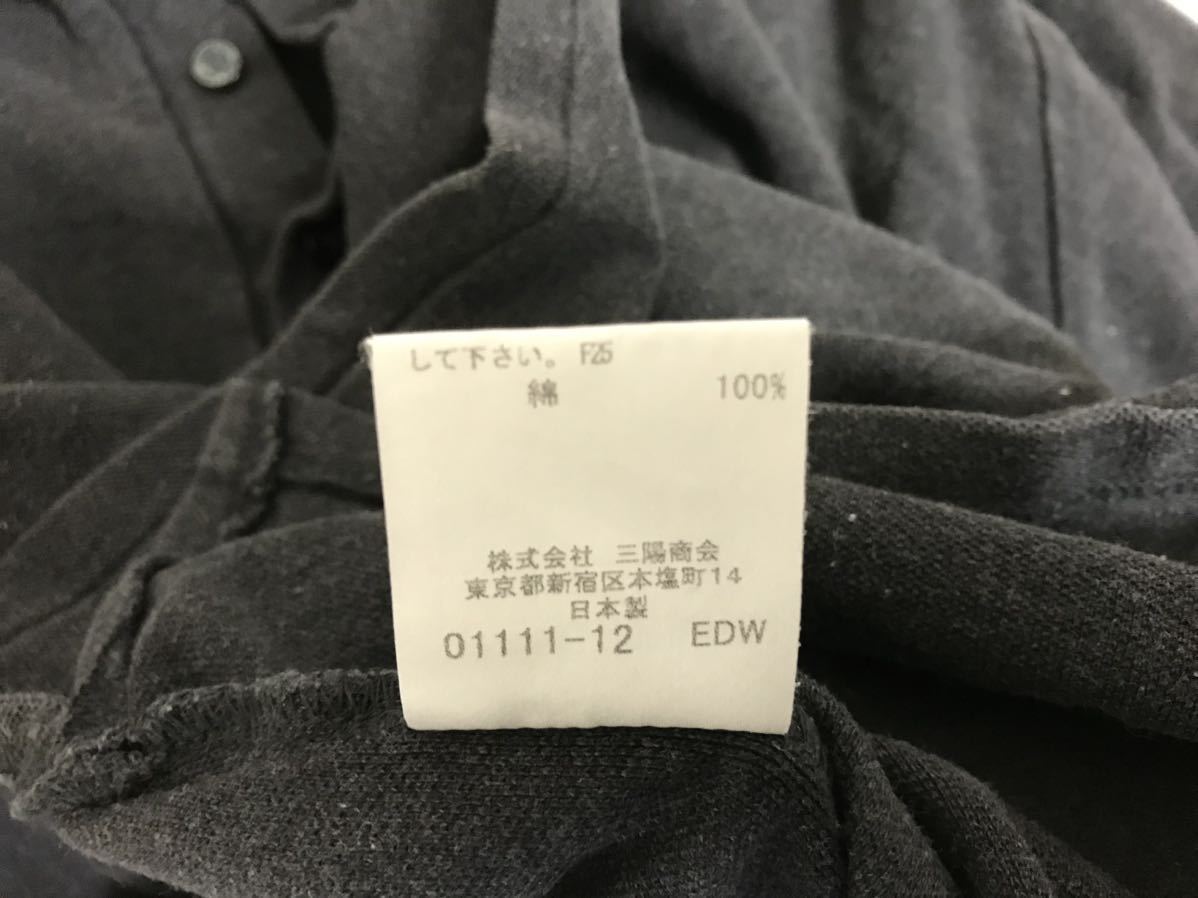 して下さい。 F25
綿 100%
株式会社 三陽商会
東京都新宿区本塩町14
日本製
01111-12 EDW